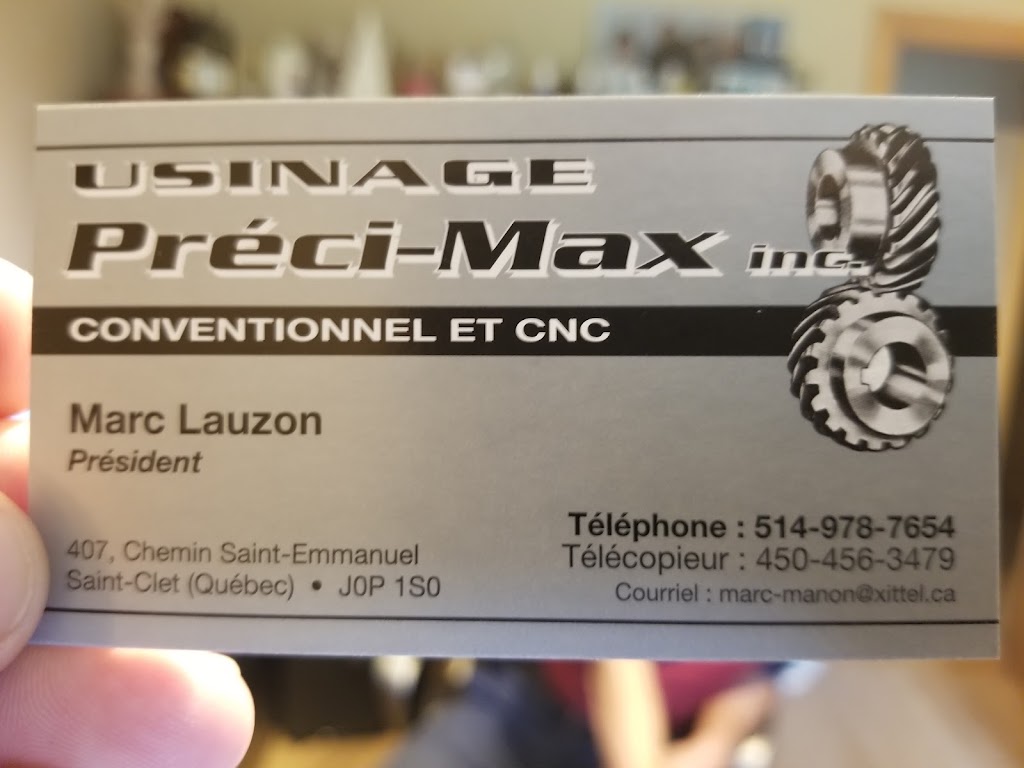 USINAGE
Préci-Max inc.
CONVENTIONNEL ET CNC
Marc Lauzon
Président
407, Chemin Saint-Emmanuel
Saint-Clet (Québec) • J0P 1S0
Téléphone : 514-978-7654
Télécopieur : 450-456-3479
Courriel : marc-manon@xittel.ca